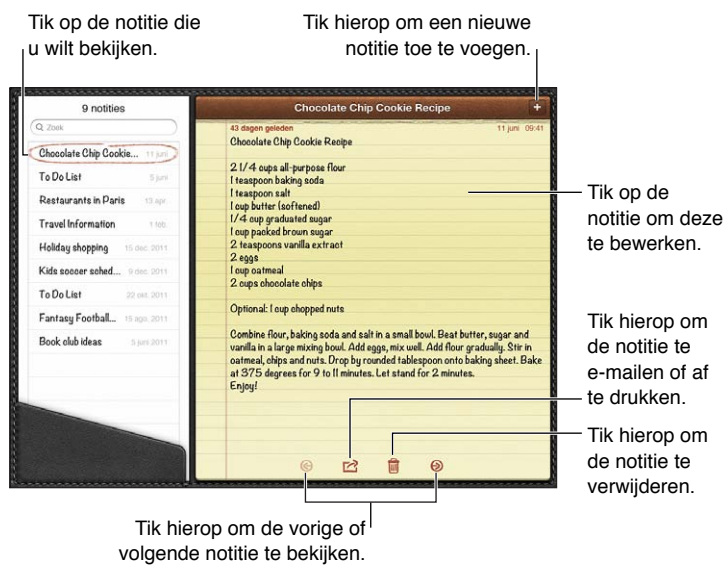 Tik op de notitie die
u wilt bekijken.
Tik hierop om een nieuwe
notitie toe te voegen.
9 notities
Zoek
Chocolate Chip Cookie... 11 juni
To Do List 5 juni
Restaurants in Paris 13 apr.
Travel Information 1 feb.
Holiday shopping 15 dec. 2011
Kids soccer sched... 9 dec. 2011
To Do List 22 okt. 2011
Fantasy Football... 15 ago. 2011
Book club ideas 5 juni 2011
Chocolate Chip Cookie Recipe +
43 dagen geleden 11 juni 09:41
Chocolate Chip Cookie Recipe
2 1/4 cups all-purpose flour
1 teaspoon baking soda
1 teaspoon salt
1 cup butter (softened)
1/4 cup graduated sugar
1 cup packed brown sugar
2 teaspoons vanilla extract
2 eggs
1 cup oatmeal
2 cups chocolate chips
Optional: 1 cup chopped nuts
Combine flour, baking soda and salt in a small bowl. Beat butter, sugar and
vanilla in a large mixing bowl. Add eggs, mix well. Add flour gradually. Stir in
oatmeal, chips and nuts. Drop by rounded tablespoon onto baking sheet. Bake
at 375 degrees for 9 to 11 minutes. Let stand for 2 minutes.
Enjoy!
Tik op de
notitie om deze
te bewerken.
Tik hierop om
de notitie te
e-mailen of af
te drukken.
Tik hierop om
de notitie te
verwijderen.
Tik hierop om de vorige of
volgende notitie te bekijken.